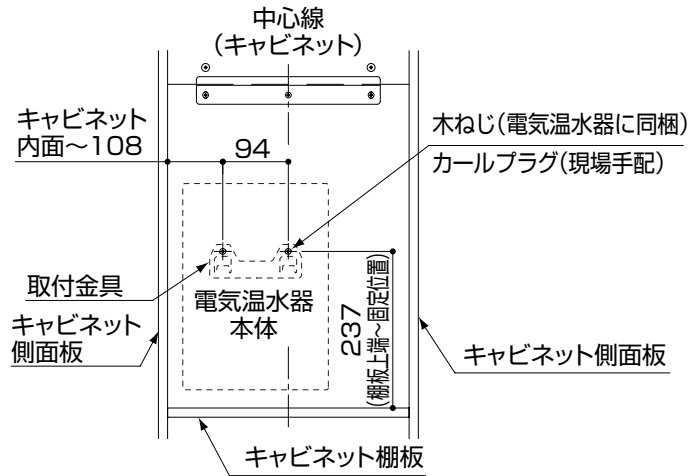 中心線
(キャビネット)
キャビネット
内面～108
94
木ねじ(電気温水器に同梱)
カールプラグ(現場手配)
取付金具
キャビネット
側面板
電気温水器
本体
237
(棚板上端～固定位置)
キャビネット側面板
キャビネット棚板